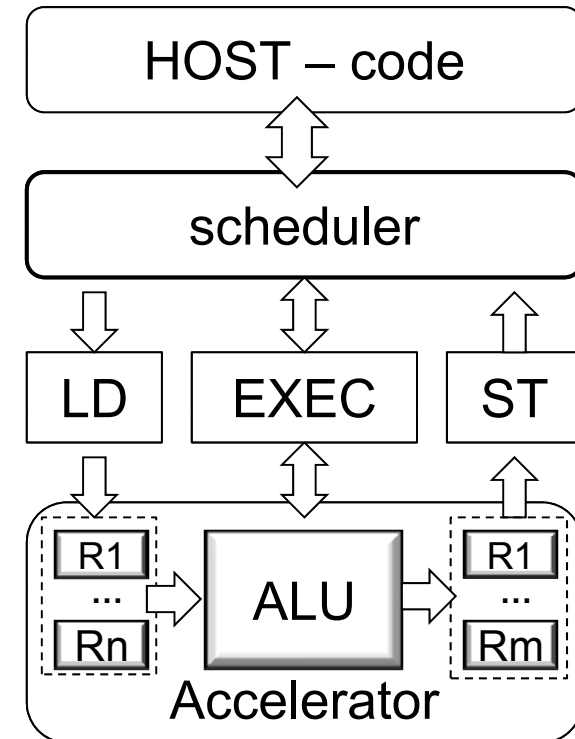 HOST – code
scheduler
LD
EXEC
ST
R1
...
Rn
ALU
R1
...
Rm
Accelerator